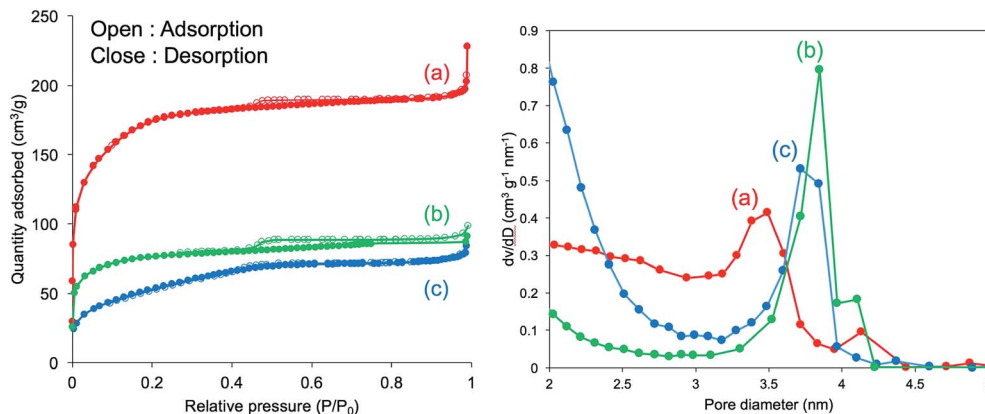 Open : Adsorption
Close : Desorption
(a)
(b)
(c)
Quantity adsorbed (cm³/g)
250
200
150
100
50
0
0
0.2
0.4
0.6
0.8
1
Relative pressure (P/P₀)
(a)
(b)
(c)
dv/dD (cm³ g⁻¹ nm⁻¹)
0.9
0.8
0.7
0.6
0.5
0.4
0.3
0.2
0.1
0
2
2.5
3
3.5
4
4.5
Pore diameter (nm)